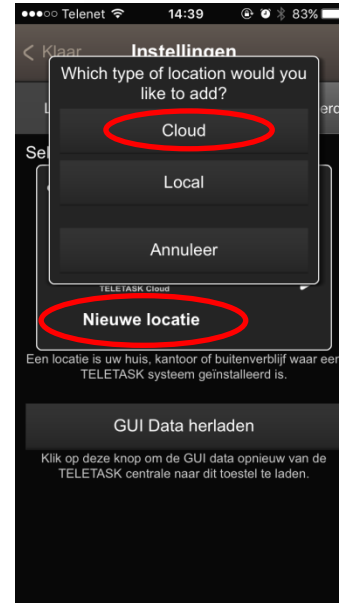 Telenet 14:39 83%
Klaar Instellingen
Which type of location would you
like to add?
Cloud
Sel
Local
Annuleer
TELETASK Cloud
Nieuwe locatie
Een locatie is uw huis, kantoor of buitenverblijf waar een
TELETASK systeem geïnstalleerd is.
GUI Data herladen
Klik op deze knop om de GUI data opnieuw van de
TELETASK centrale naar dit toestel te laden.